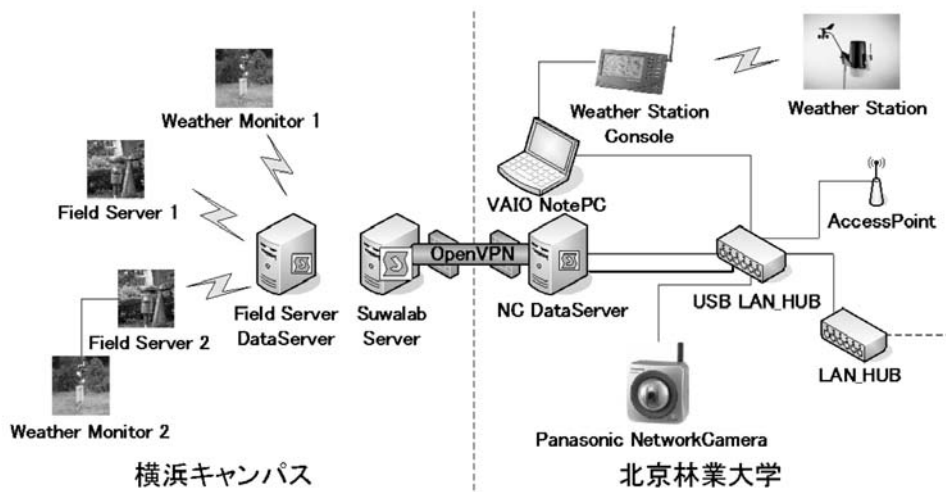 Weather Monitor 1
Field Server 1
Field Server 2
Weather Monitor 2
Field Server
DataServer
Suwalab
Server
OpenVPN
NC DataServer
VAIO NotePC
Weather Station
Console
Weather Station
AccessPoint
USB LAN_HUB
LAN_HUB
Panasonic NetworkCamera
横浜キャンパス
北京林業大学